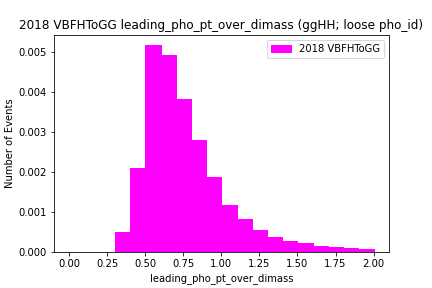 2018 VBFHToGG leading_pho_pt_over_dimass (ggHH; loose pho_id)
2018 VBFHToGG
Number of Events
0.005
0.004
0.003
0.002
0.001
0.000
0.00 0.25 0.50 0.75 1.00 1.25 1.50 1.75 2.00
leading_pho_pt_over_dimass